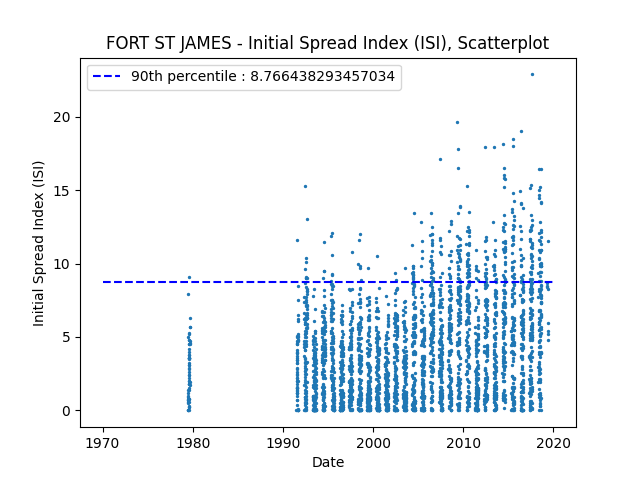 FORT ST JAMES - Initial Spread Index (ISI), Scatterplot
90th percentile : 8.766438293457034
Initial Spread Index (ISI)
20
15
10
5
0
1970 1980 1990 2000 2010 2020
Date